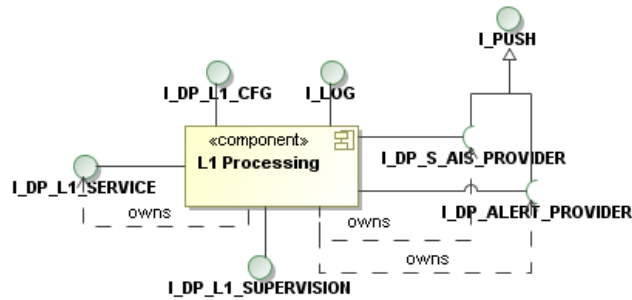 I_PUSH
I_DP_L1_CFG
I_LOG
«component»
L1 Processing
I_DP_S_AIS_PROVIDER
I_DP_L1_SERVICE
I_DP_ALERT_PROVIDER
owns
owns
owns
I_DP_L1_SUPERVISION